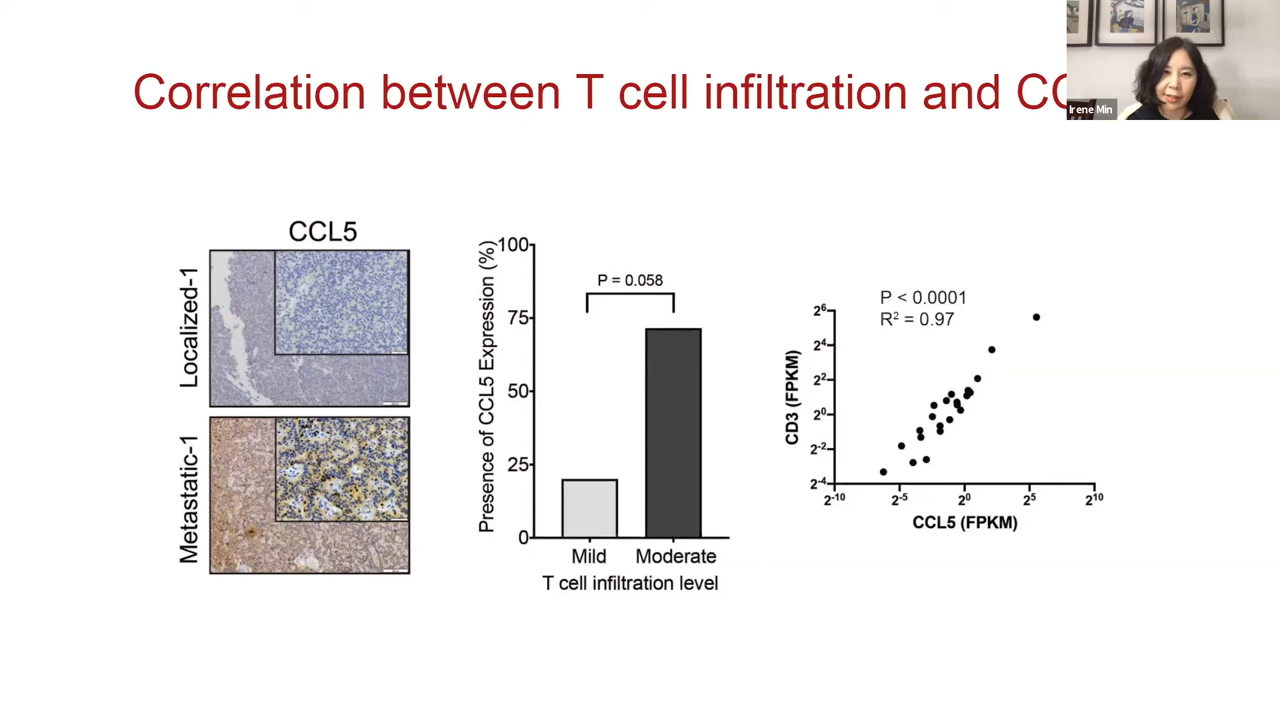 Correlation between T cell infiltration and
Irene Min
CCL5
Localized-1
Metastatic-1
Presence of CCL5 Expression (%)
100
75
50
25
0
P = 0.058
Mild
Moderate
T cell infiltration level
P < 0.0001
R² = 0.97
CD3 (FPKM)
2⁶
2⁴
2²
2⁰
2⁻²
2⁻⁴
2⁻¹⁰
2⁻⁵
2⁰
2⁵
2¹⁰
CCL5 (FPKM)